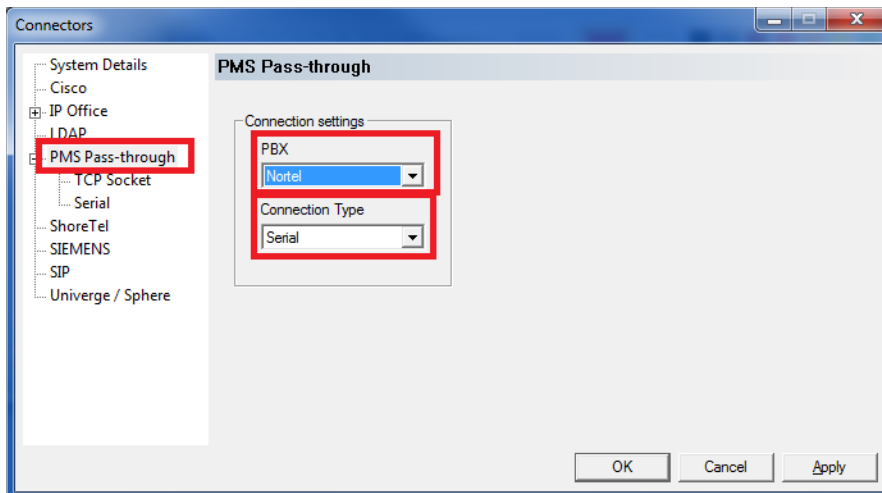 Connectors
System Details
Cisco
IP Office
LDAP
PMS Pass-through
TCP Socket
Serial
ShoreTel
SIEMENS
SIP
Univerge / Sphere
PMS Pass-through
Connection settings
PBX
Nortel
Connection Type
Serial
OK
Cancel
Apply